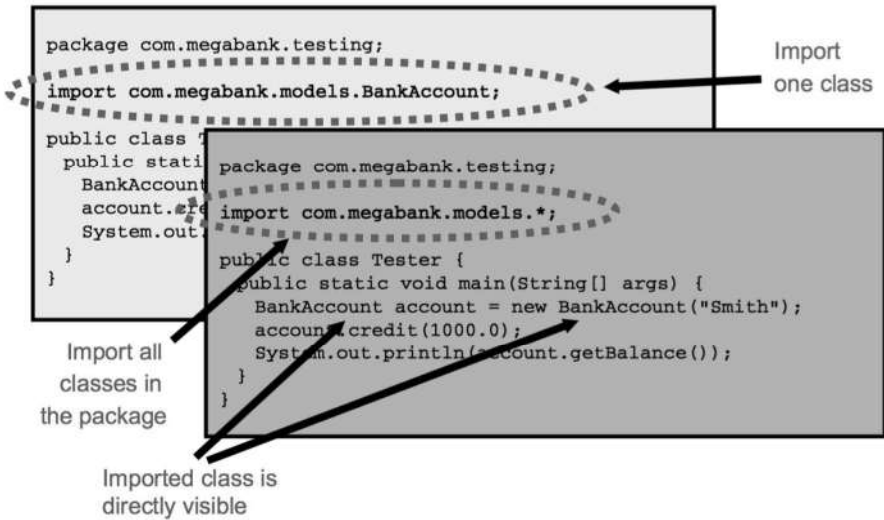 package com.megabank.testing;
import com.megabank.models.BankAccount;
public class
public stati
BankAccount
account.cre
System.out.
}
}
Import
one class
package com.megabank.testing;
import com.megabank.models.*;
public class Tester {
public static void main(String[] args) {
BankAccount account = new BankAccount("Smith");
account.credit(1000.0);
System.out.println(account.getBalance());
}
}
Import all
classes in
the package
Imported class is
directly visible